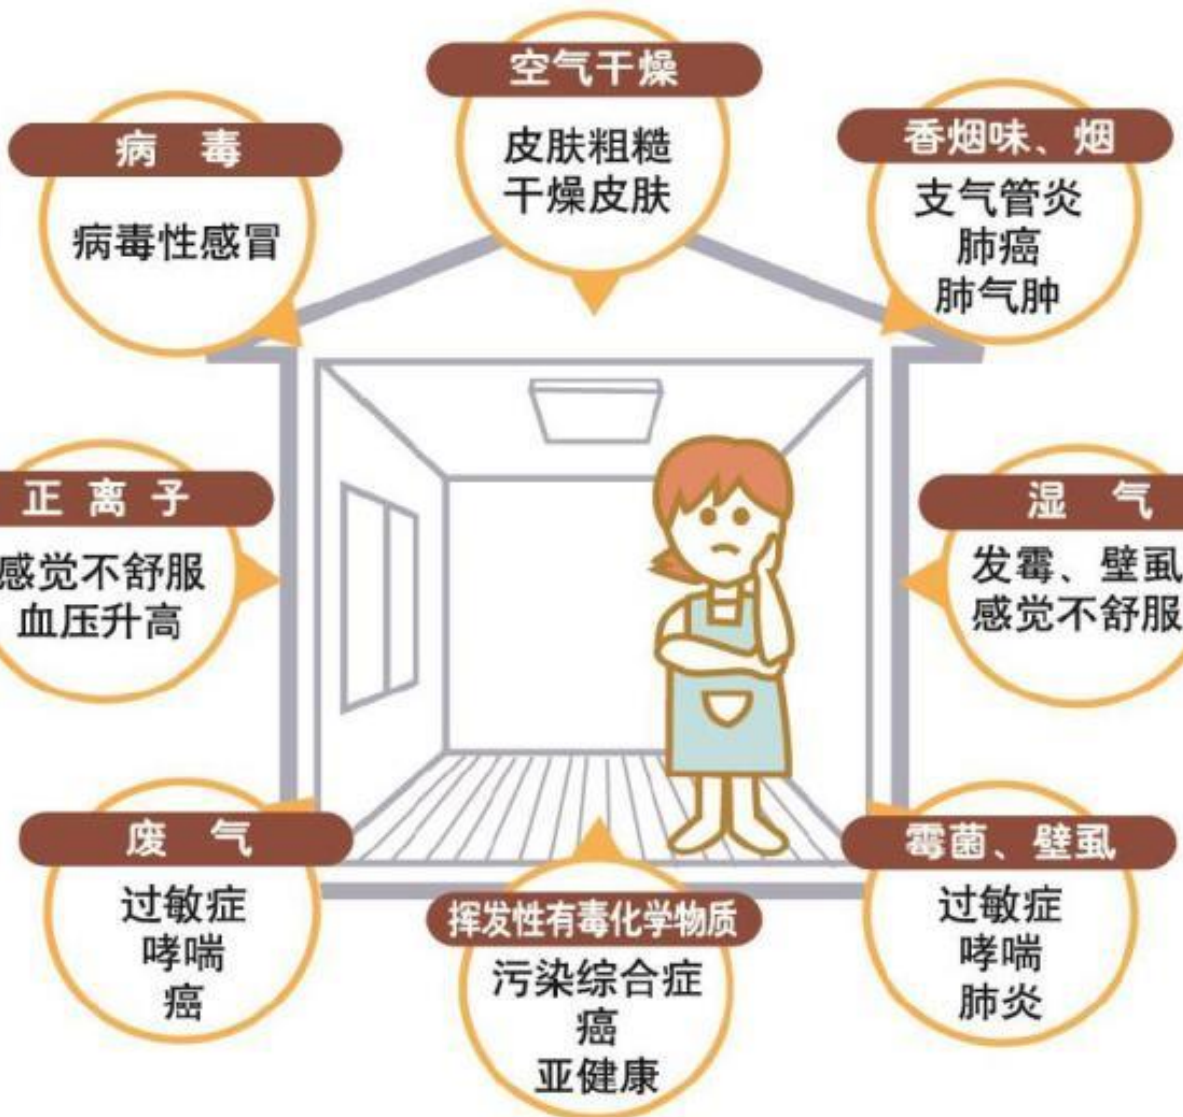 空气干燥
皮肤粗糙
干燥皮肤
病 毒
病毒性感冒
香烟味、烟
支气管炎
肺癌
肺气肿
正离子
感觉不舒服
血压升高
湿 气
发霉、壁虱
感觉不舒服
废 气
过敏症
哮喘
癌
挥发性有毒化学物质
污染综合症
癌
亚健康
霉菌、壁虱
过敏症
哮喘
肺炎